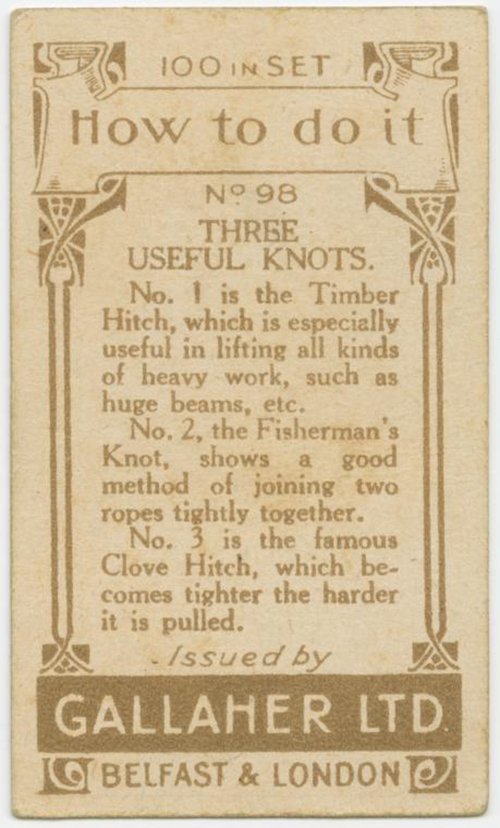 100 IN SET
How to do it
No 98
THREE
USEFUL KNOTS.
No. 1 is the Timber
Hitch, which is especially
useful in lifting all kinds
of heavy work, such as
huge beams, etc.
No. 2, the Fisherman's
Knot, shows a good
method of joining two
ropes tightly together.
No. 3 is the famous
Clove Hitch, which be-
comes tighter the harder
it is pulled.
Issued by
GALLAHER LTD.
BELFAST & LONDON